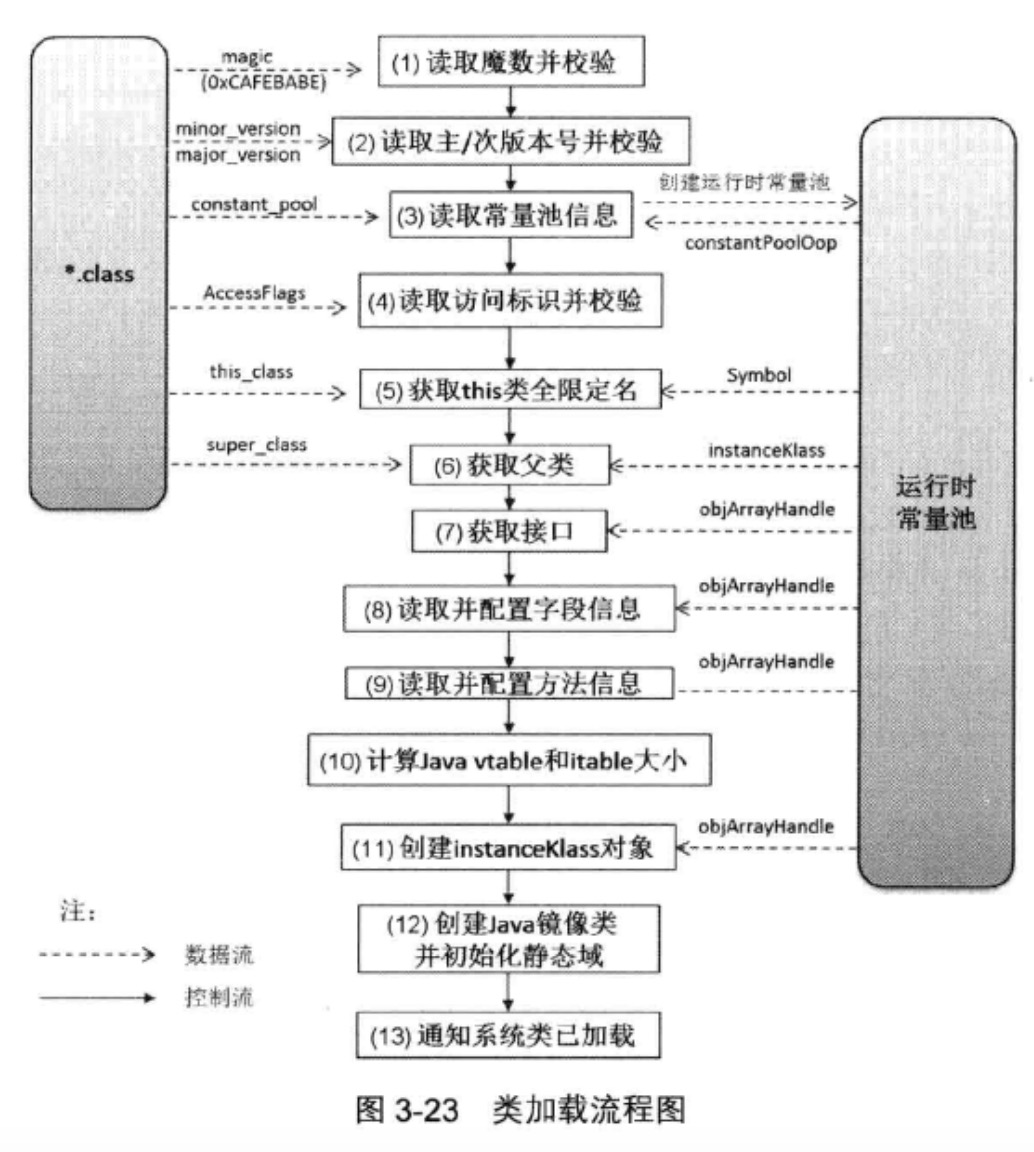 magic
(0xCAFEBABE)
(1) 读取魔数并校验
minor_version
major_version
(2) 读取主/次版本号并校验
创建运行时常量池
constant_pool
(3) 读取常量池信息
constantPoolOop
*.class
AccessFlags
(4) 读取访问标识并校验
this_class
(5) 获取this类全限定名
Symbol
super_class
(6) 获取父类
instanceKlass
运行时
常量池
(7) 获取接口
objArrayHandle
(8) 读取并配置字段信息
objArrayHandle
(9) 读取并配置方法信息
objArrayHandle
(10) 计算Java vtable和itable大小
(11) 创建instanceKlass对象
objArrayHandle
(12) 创建Java镜像类
并初始化静态域
(13) 通知系统类已加载
注：
数据流
控制流
图 3-23 类加载流程图